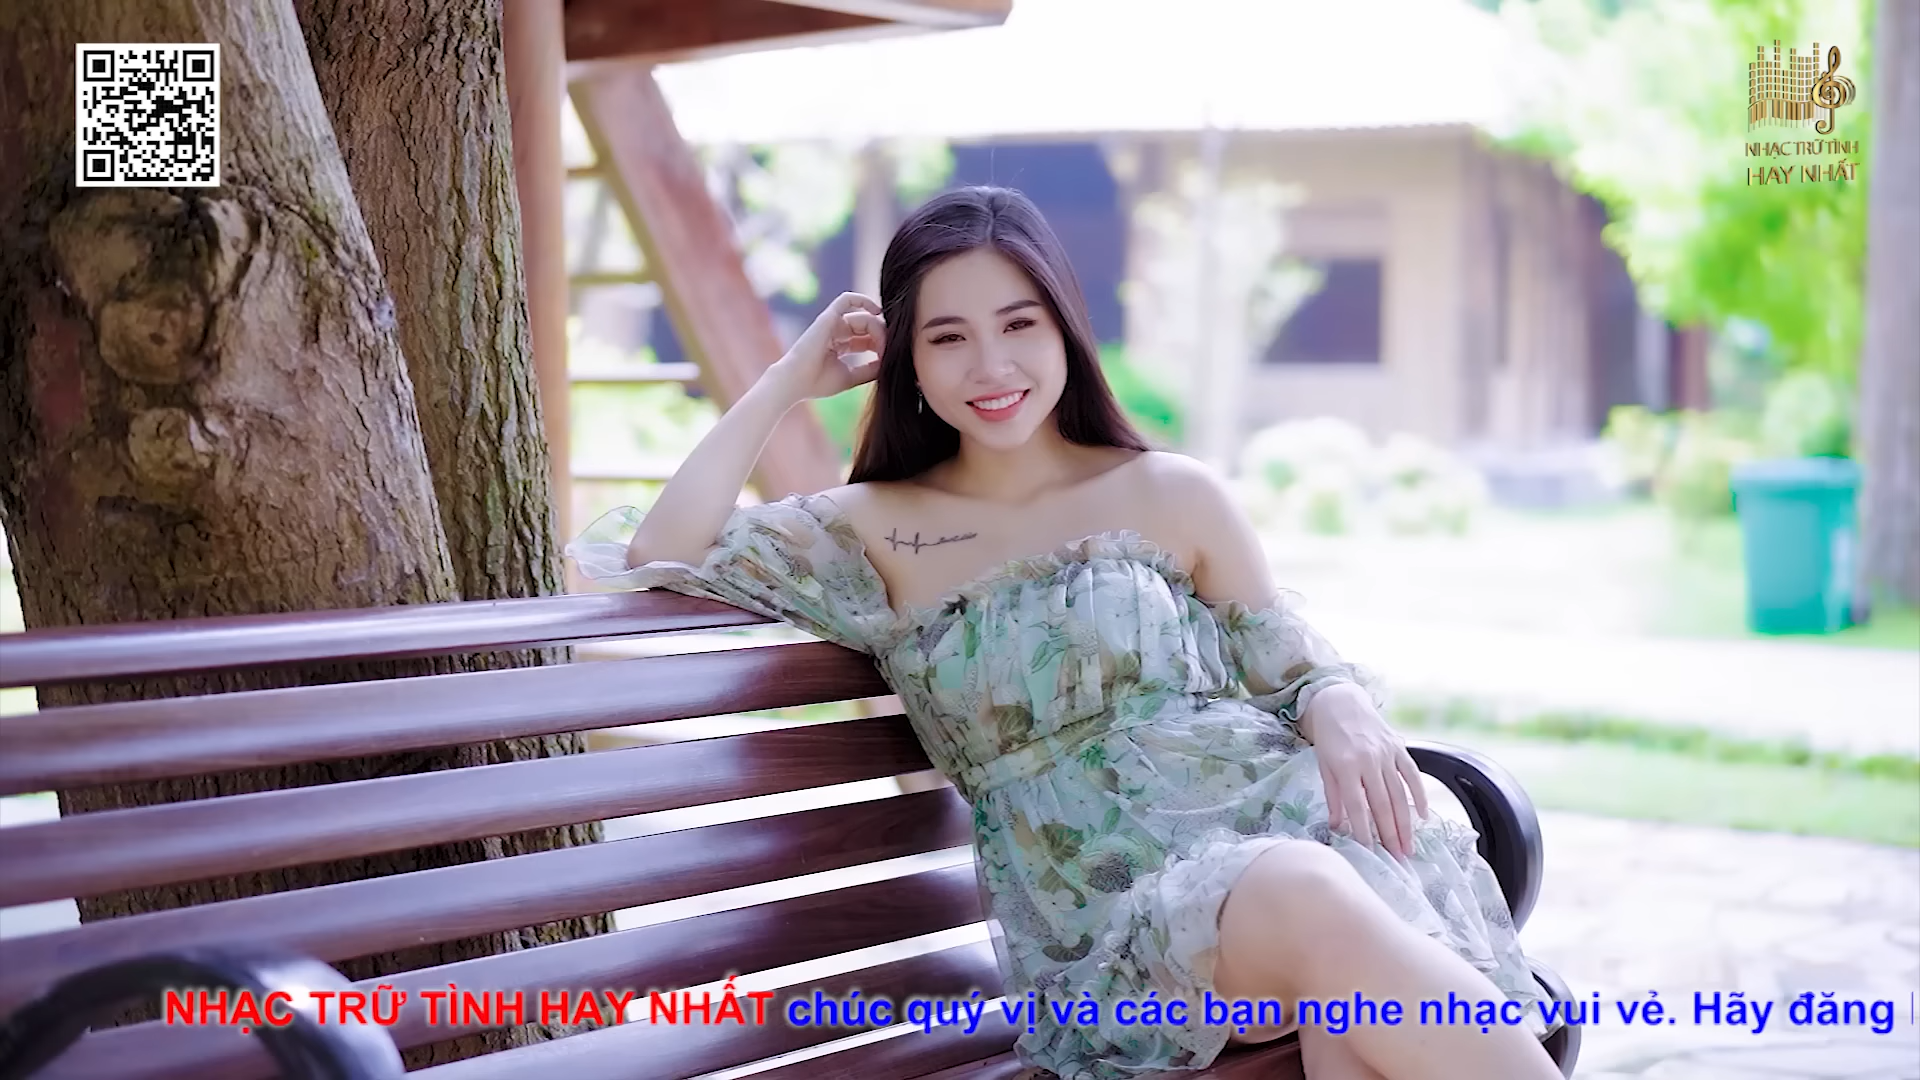 NHẠC TRỮ TÌNH
HAY NHẤT
NHẠC TRỮ TÌNH HAY NHẤT chúc quý vị và các bạn nghe nhạc vui vẻ. Hãy đăng